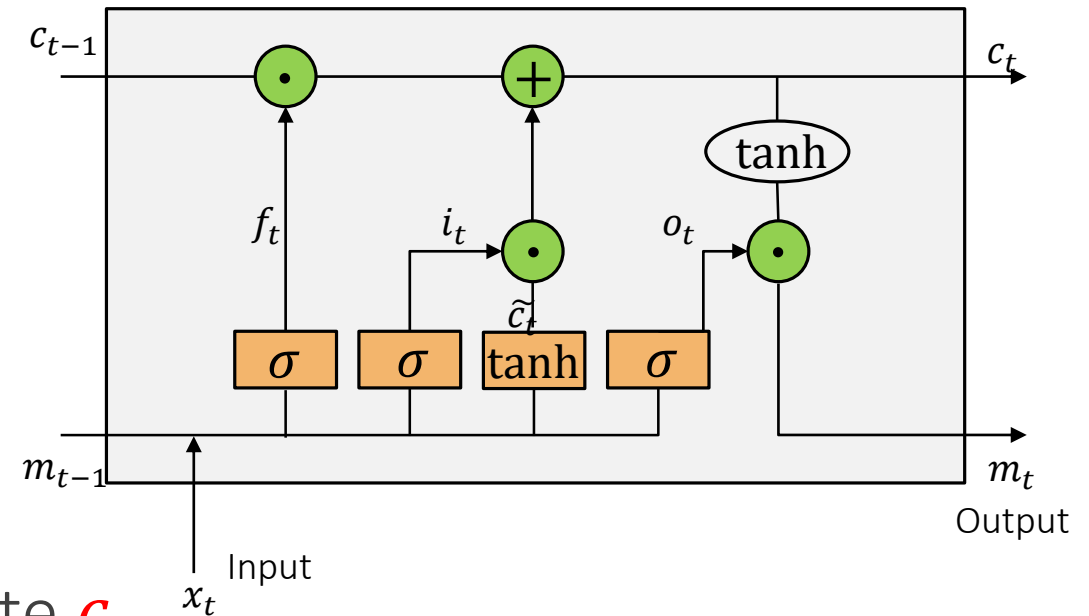 c_{t−1}
c_t
+
tanh
f_t
i_t
o_t
c̃_t
σ
σ
tanh
σ
m_{t−1}
m_t
Output
Input
x_t
c